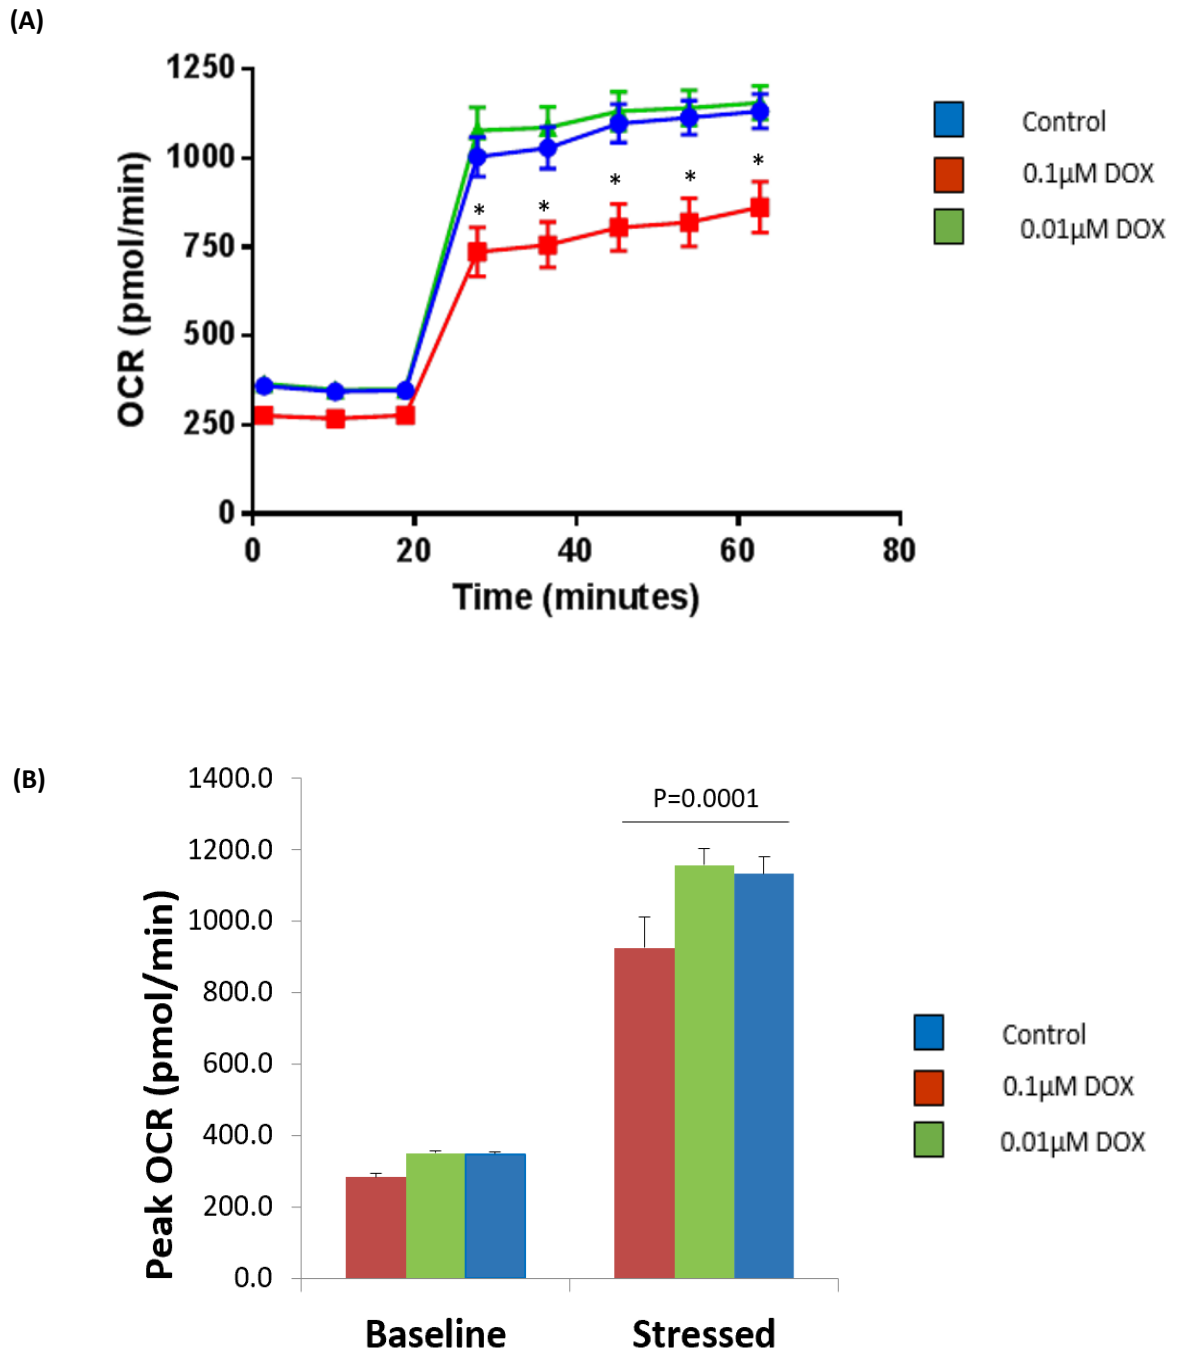 (A)
1250
1000
750
500
250
0
OCR (pmol/min)
0 20 40 60 80
Time (minutes)
* * * * *
Control
0.1µM DOX
0.01µM DOX
(B)
1400.0
1200.0
1000.0
800.0
600.0
400.0
200.0
0.0
Peak OCR (pmol/min)
P=0.0001
Baseline Stressed
Control
0.1µM DOX
0.01µM DOX